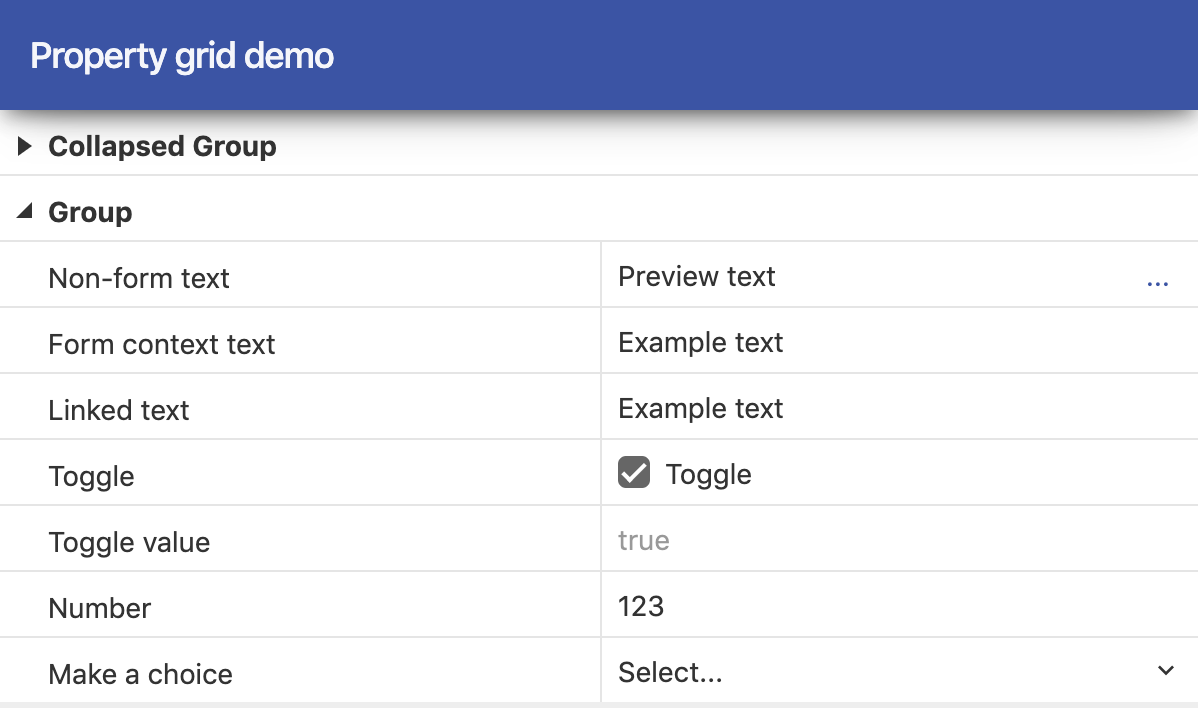 Property grid demo
Collapsed Group
Group
Non-form text Preview text ...
Form context text Example text
Linked text Example text
Toggle Toggle
Toggle value true
Number 123
Make a choice Select...